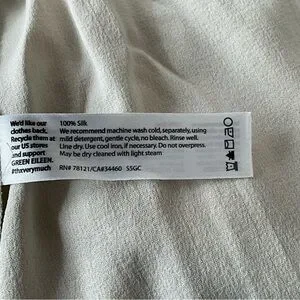 We'd like our
clothes back.
Recycle them at
our US stores
and support
GREEN EILEEN.
#thxverymuch
100% Silk
We recommend machine wash cold, separately, using
mild detergent, gentle cycle, no bleach. Rinse well.
Line dry. Use cool iron, if necessary. Do not overpress.
May be dry cleaned with light steam
RN# 78121/CA#34460 S5GC